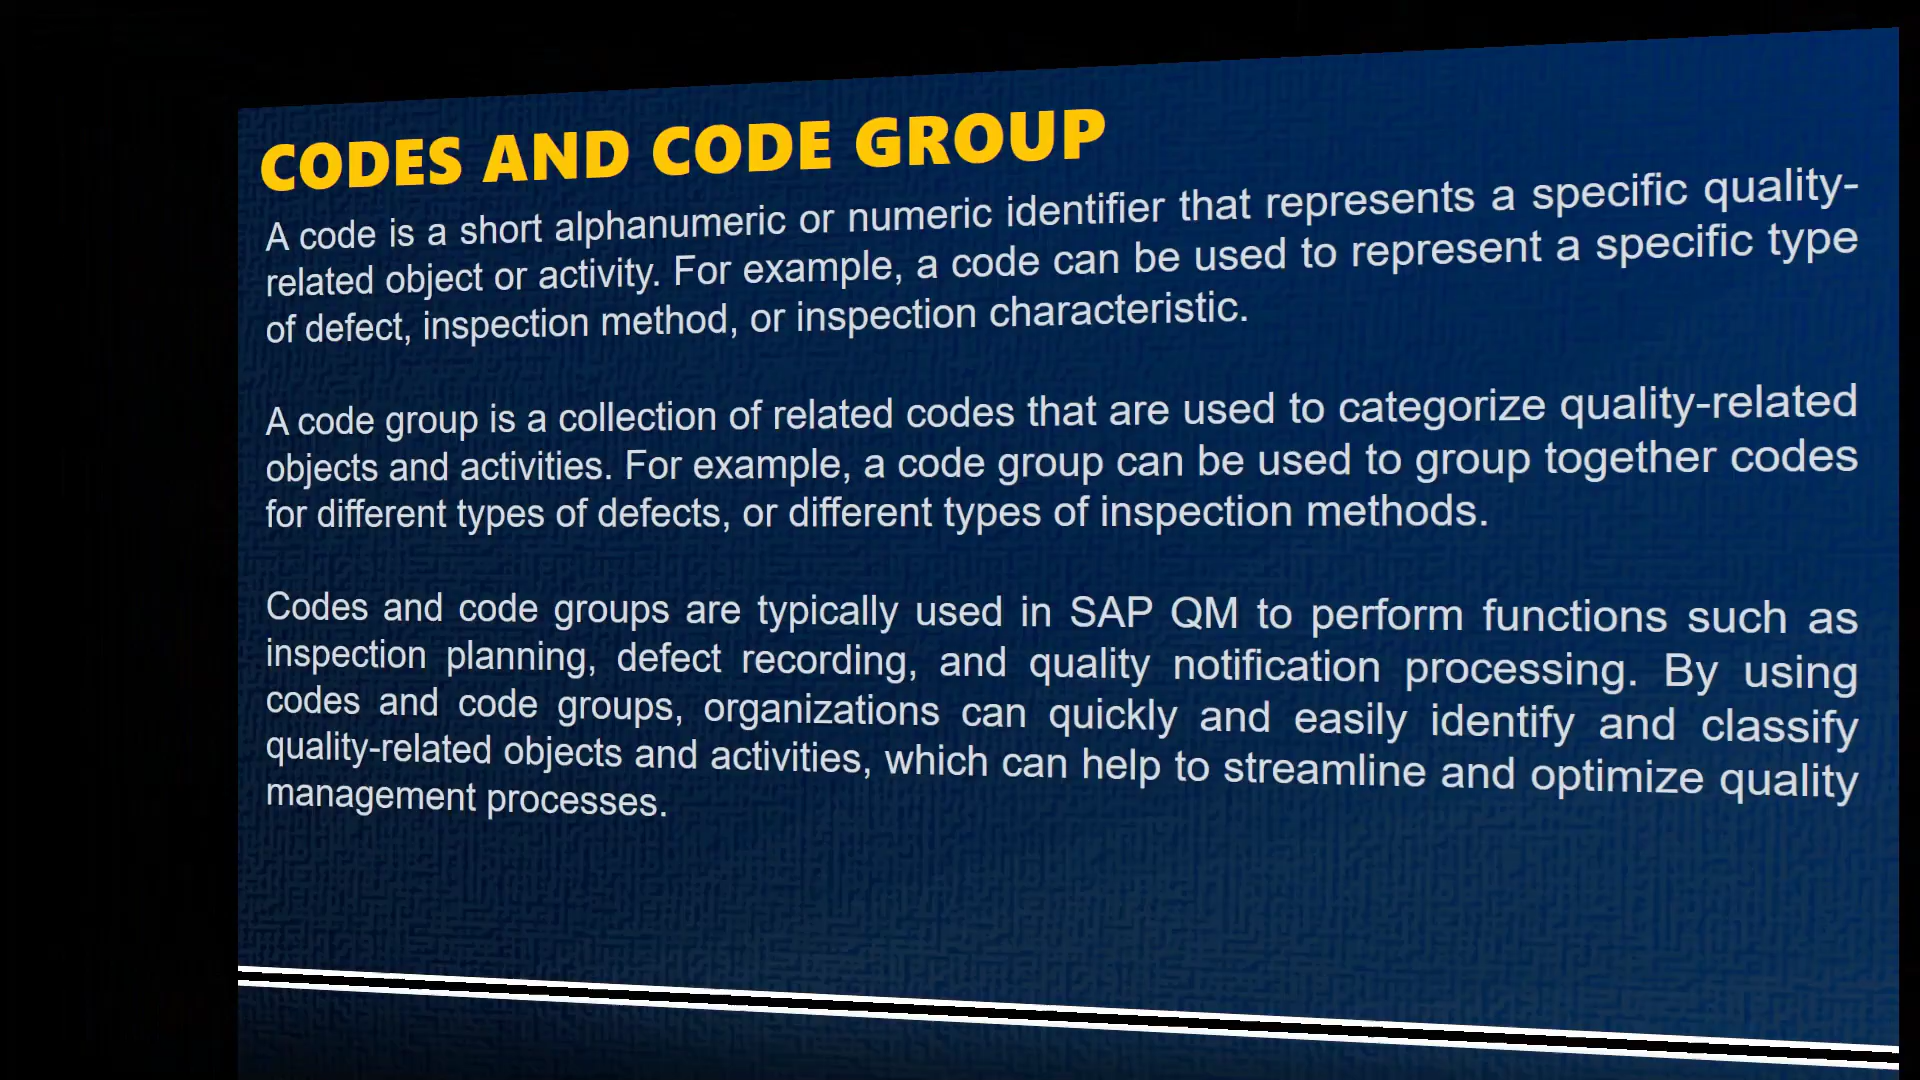 CODES AND CODE GROUP
A code is a short alphanumeric or numeric identifier that represents a specific quality-
related object or activity. For example, a code can be used to represent a specific type
of defect, inspection method, or inspection characteristic.
A code group is a collection of related codes that are used to categorize quality-related
objects and activities. For example, a code group can be used to group together codes
for different types of defects, or different types of inspection methods.
Codes and code groups are typically used in SAP QM to perform functions such as
inspection planning, defect recording, and quality notification processing. By using
codes and code groups, organizations can quickly and easily identify and classify
quality-related objects and activities, which can help to streamline and optimize quality
management processes.